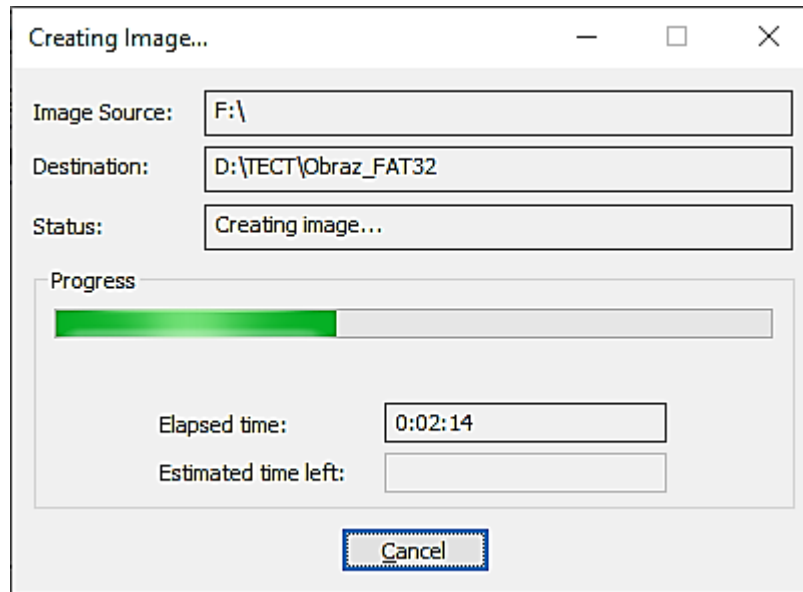 Creating Image...
Image Source: F:\
Destination: D:\TECT\Obraz_FAT32
Status: Creating image...
Progress
Elapsed time: 0:02:14
Estimated time left:
Cancel